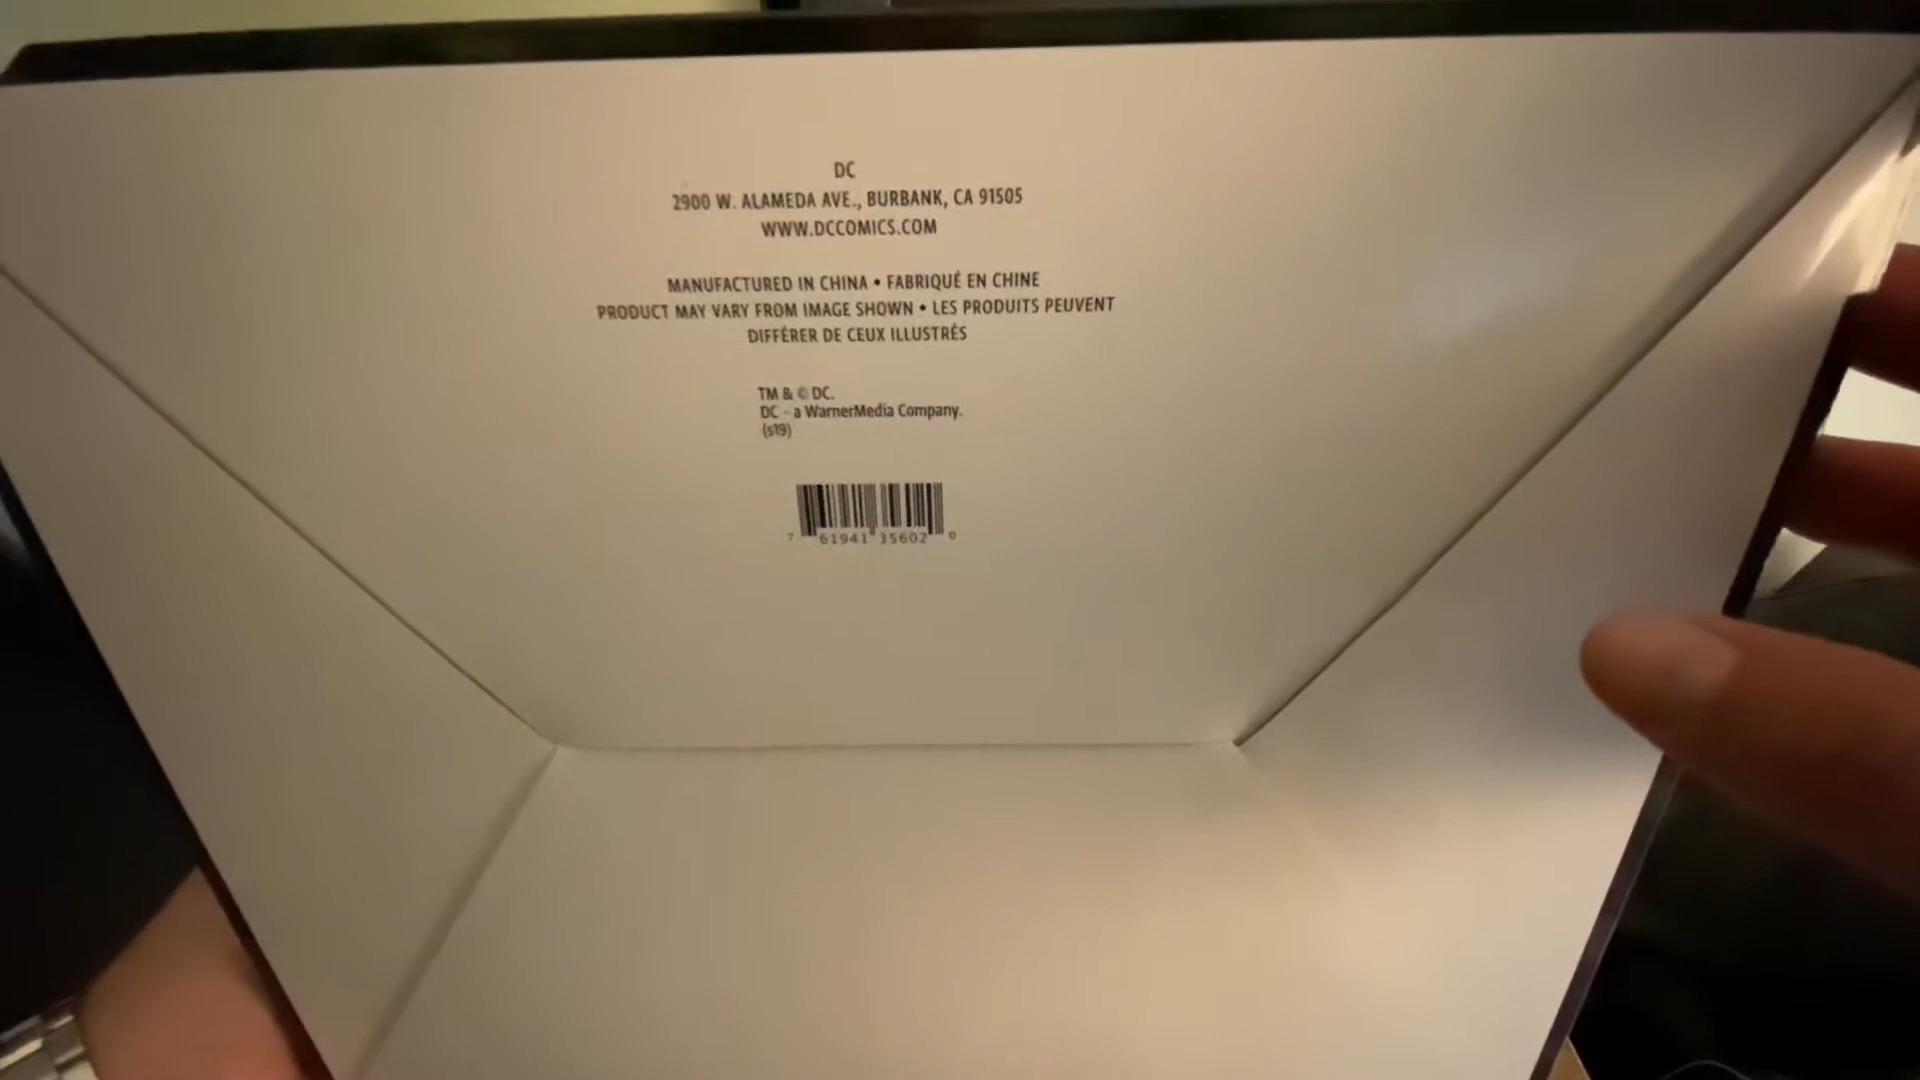 DC
2900 W. ALAMEDA AVE., BURBANK, CA 91505
WWW.DCCOMICS.COM
MANUFACTURED IN CHINA • FABRIQUÉ EN CHINE
PRODUCT MAY VARY FROM IMAGE SHOWN • LES PRODUITS PEUVENT
DIFFÉRER DE CEUX ILLUSTRÉS
TM & © DC.
DC - a WarnerMedia Company.
(s19)
7 61941 35602 0